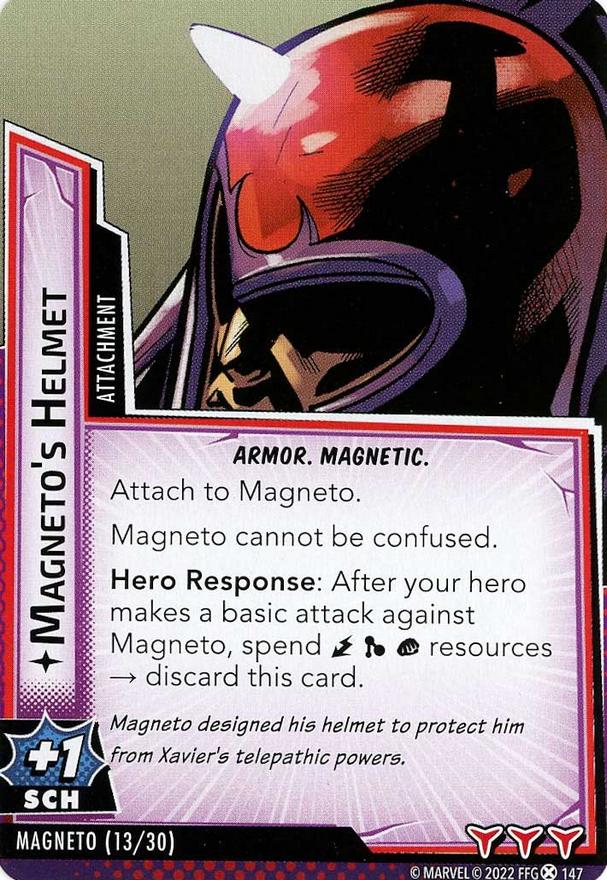 MAGNETO'S HELMET
ATTACHMENT
ARMOR. MAGNETIC.
Attach to Magneto.
Magneto cannot be confused.
Hero Response: After your hero
makes a basic attack against
Magneto, spend resources
→ discard this card.
Magneto designed his helmet to protect him
from Xavier's telepathic powers.
+1
SCH
MAGNETO (13/30)
© MARVEL © 2022 FFG 147